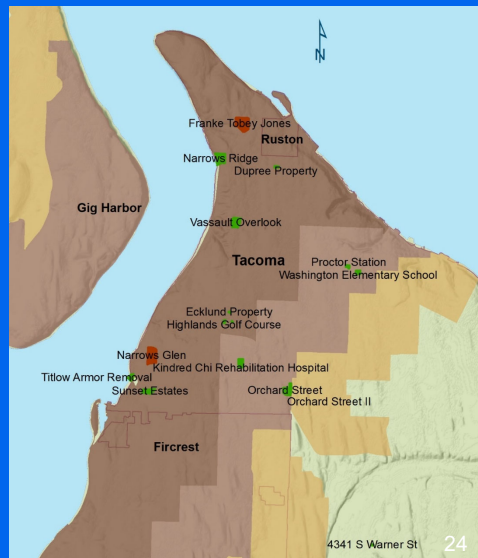 N
Franke Tobey Jones
Ruston
Narrows Ridge
Dupree Property
Gig Harbor
Vassault Overlook
Tacoma
Proctor Station
Washington Elementary School
Ecklund Property
Highlands Golf Course
Narrows Glen
Kindred Chi Rehabilitation Hospital
Titlow Armor Removal
Sunset Estates
Orchard Street
Orchard Street II
Fircrest
4341 S Warner St
24